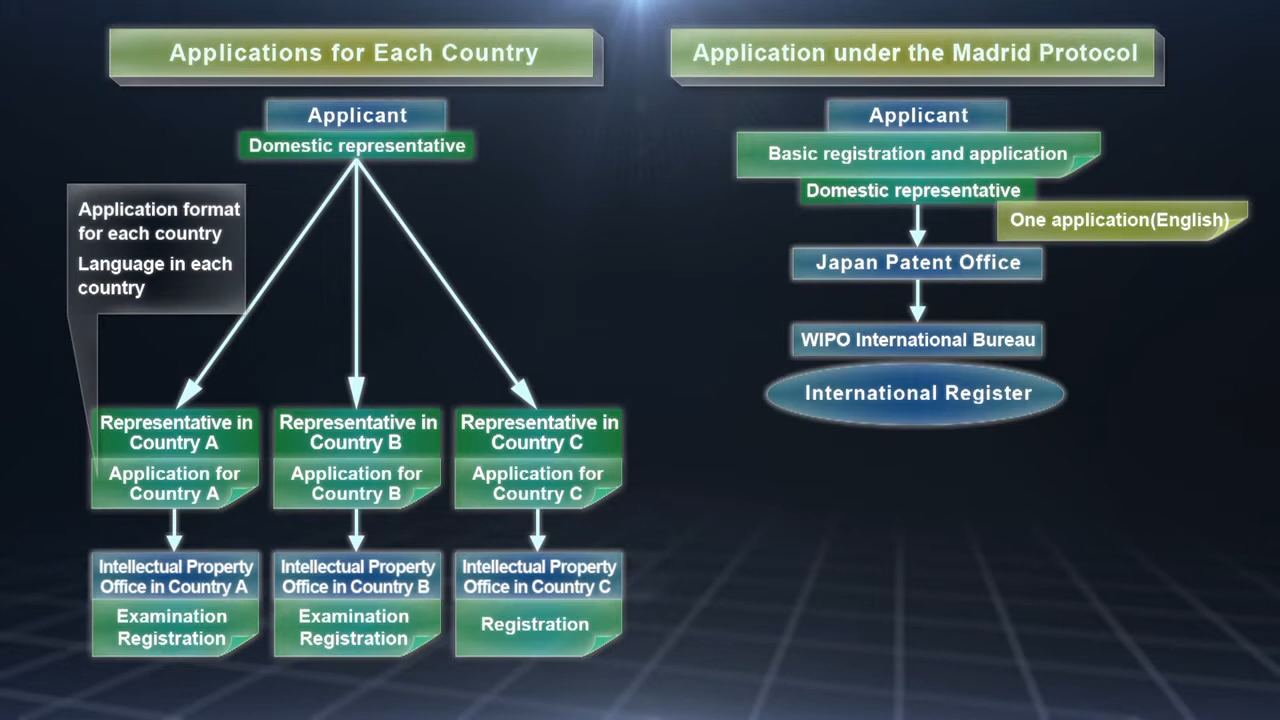 Applications for Each Country
Applicant
Domestic representative
Application format
for each country
Language in each
country
Representative in
Country A
Application for
Country A
Intellectual Property
Office in Country A
Examination
Registration
Representative in
Country B
Application for
Country B
Intellectual Property
Office in Country B
Examination
Registration
Representative in
Country C
Application for
Country C
Intellectual Property
Office in Country C
Registration
Application under the Madrid Protocol
Applicant
Basic registration and application
Domestic representative
One application(English)
Japan Patent Office
WIPO International Bureau
International Register